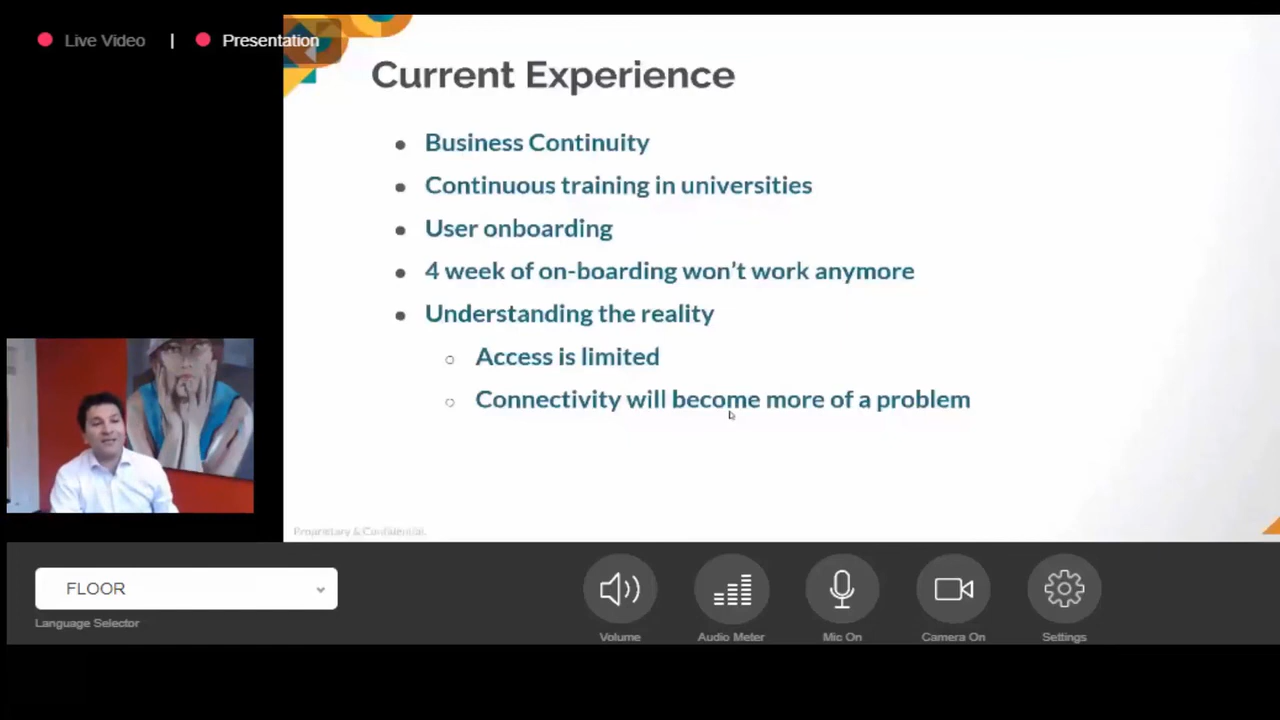 Live Video | Presentation
Current Experience
Business Continuity
Continuous training in universities
User onboarding
4 week of on-boarding won't work anymore
Understanding the reality
Access is limited
Connectivity will become more of a problem
Proprietary & Confidential.
FLOOR
Language Selector
Volume
Audio Meter
Mic On
Camera On
Settings